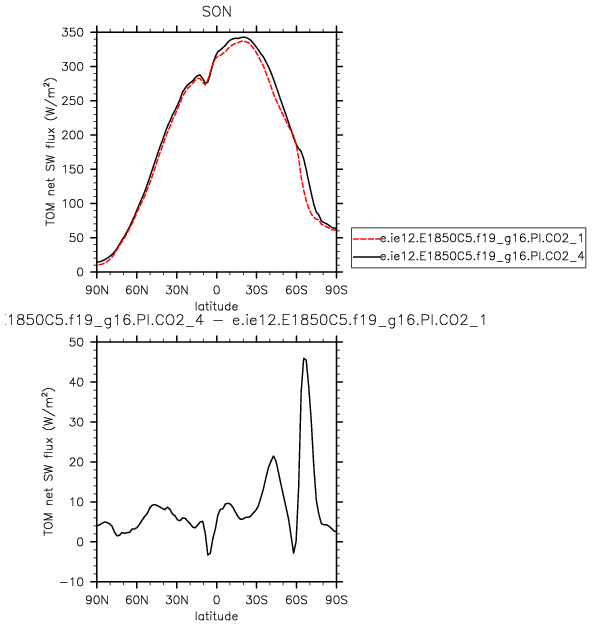 SON
TOM net SW flux (W/m²)
350
300
250
200
150
100
50
0
90N 60N 30N 0 30S 60S 90S
latitude
e.ie12.E1850C5.f19_g16.PI.CO2_1
e.ie12.E1850C5.f19_g16.PI.CO2_4
.1850C5.f19_g16.PI.CO2_4 − e.ie12.E1850C5.f19_g16.PI.CO2_1
TOM net SW flux (W/m²)
50
40
30
20
10
0
−10
90N 60N 30N 0 30S 60S 90S
latitude